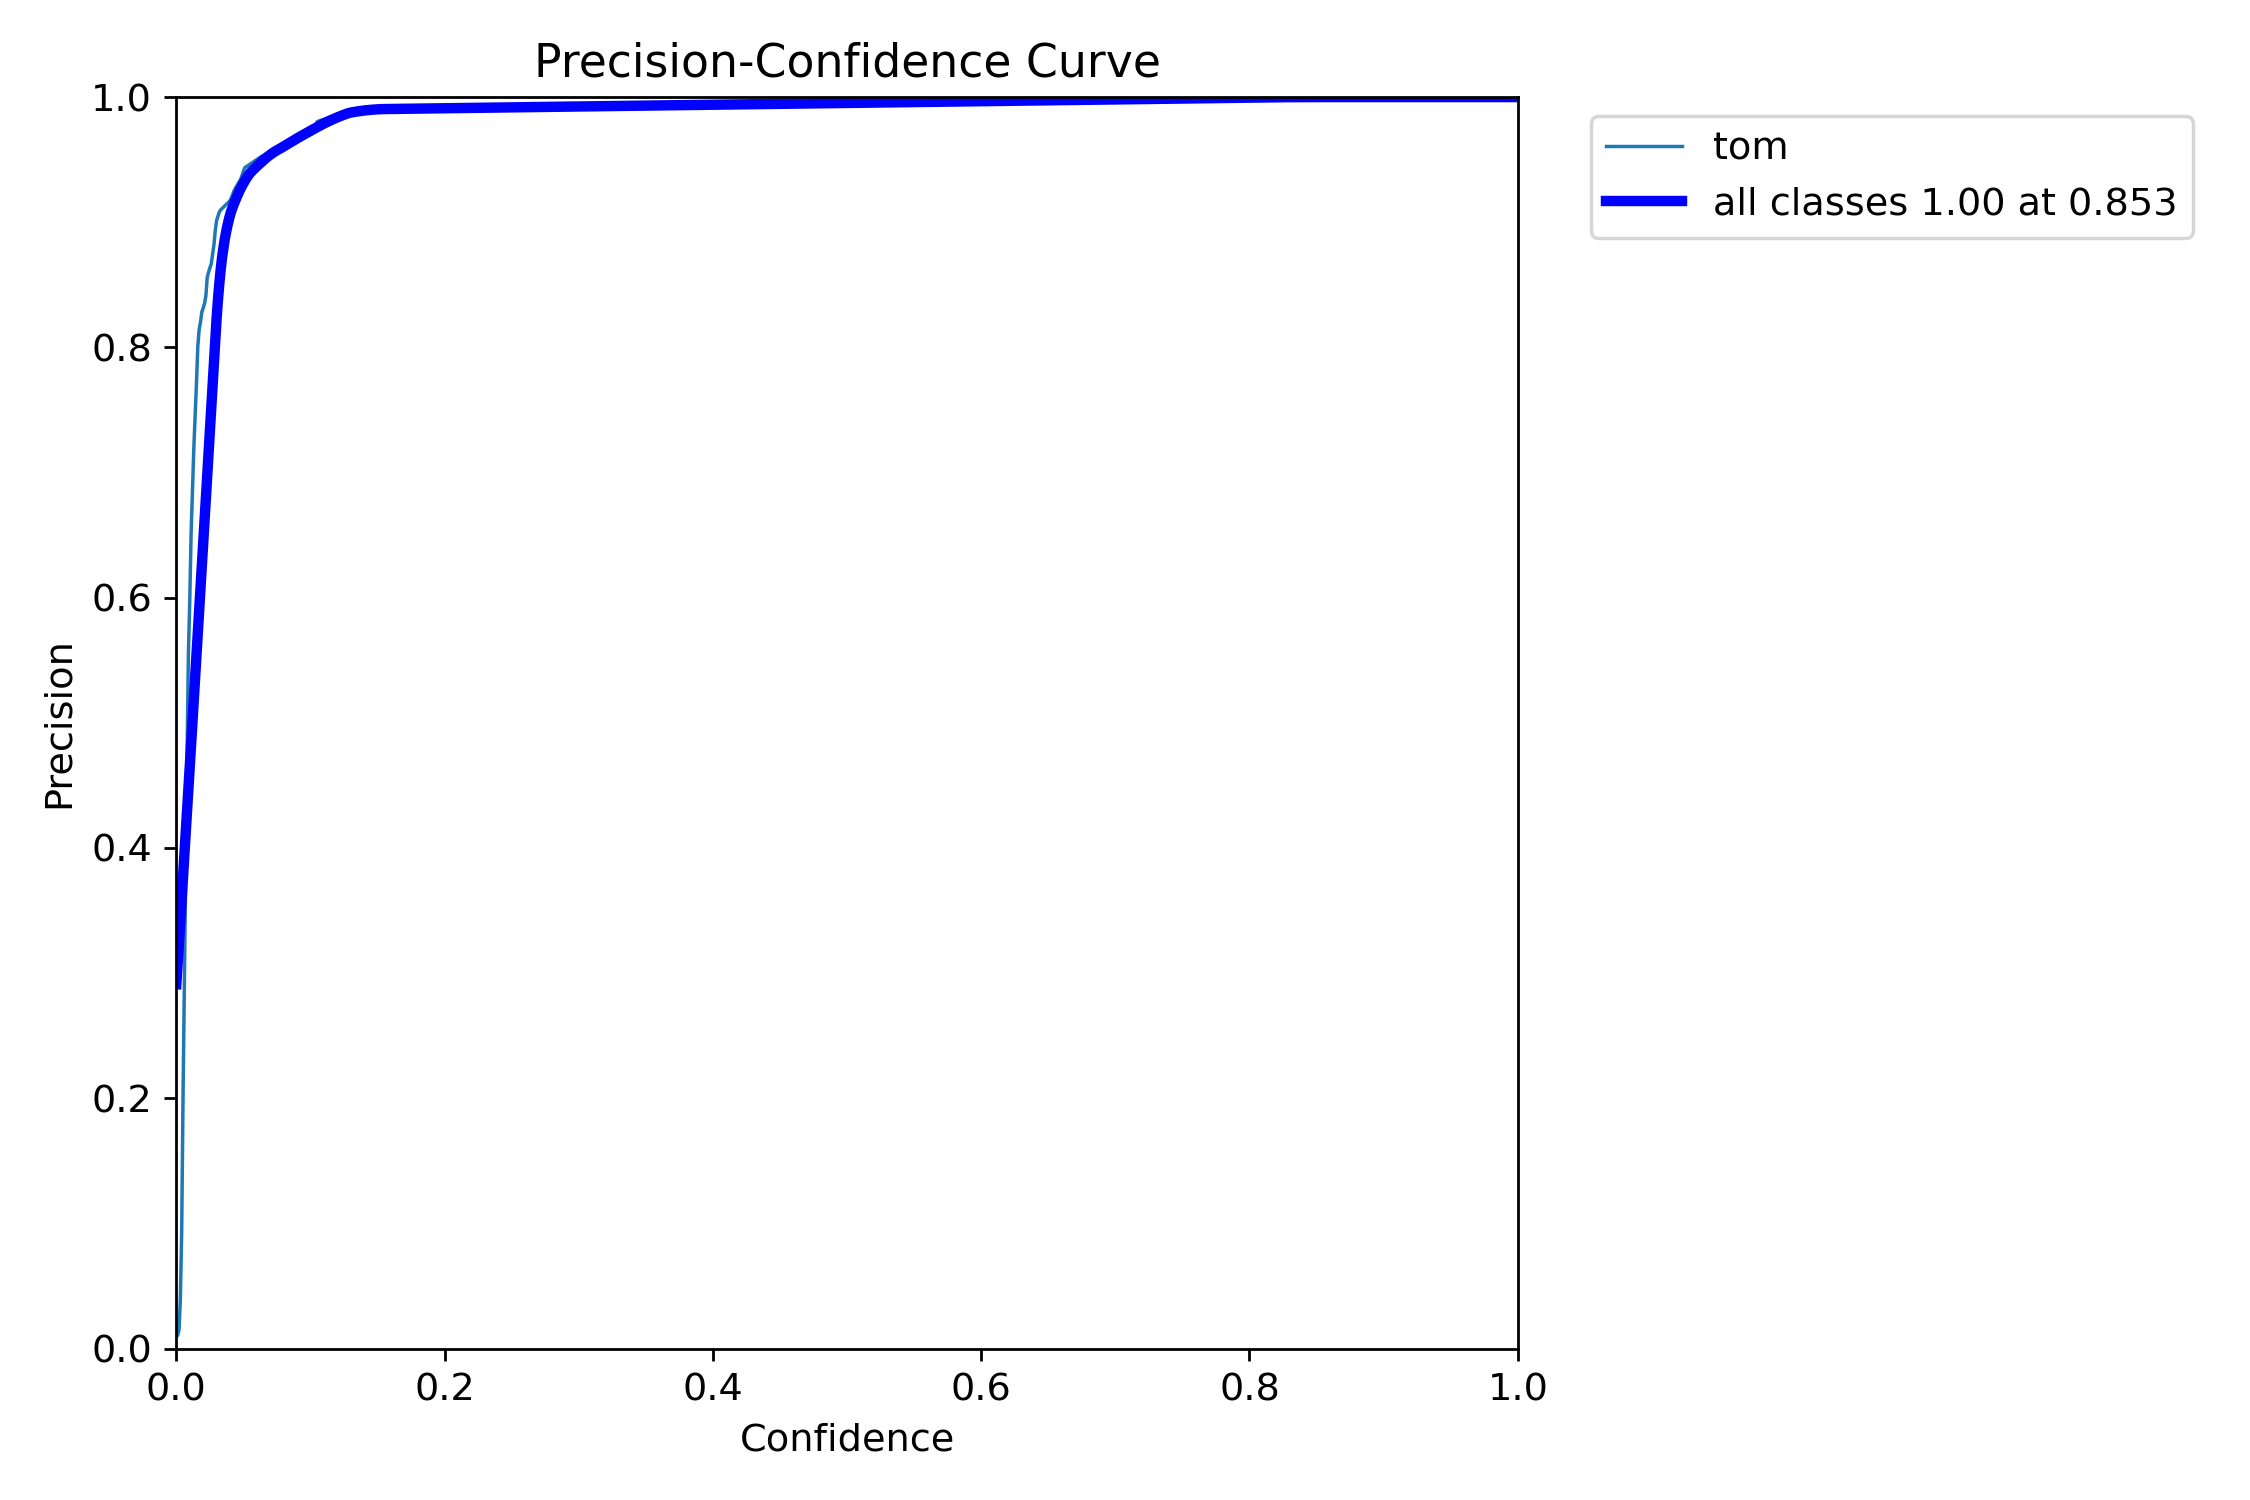 Precision-Confidence Curve
1.0
0.8
0.6
0.4
0.2
0.0
Precision
0.0 0.2 0.4 0.6 0.8 1.0
Confidence
tom
all classes 1.00 at 0.853